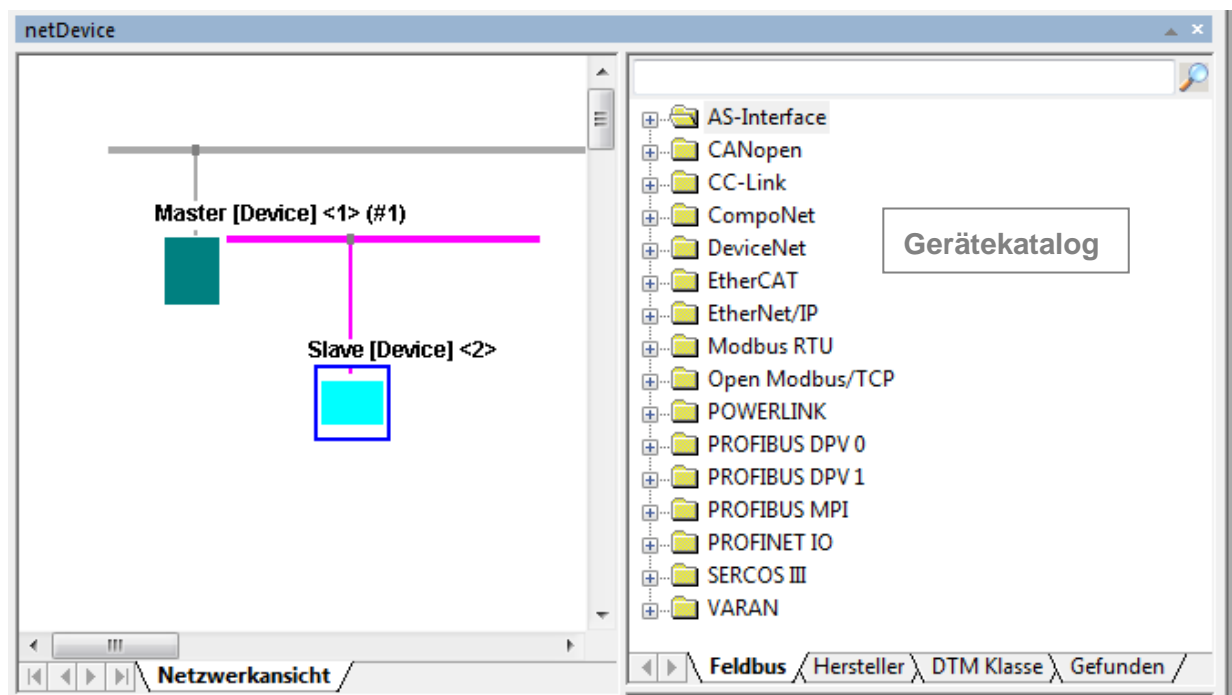 netDevice
Master [Device] <1> (#1)
Slave [Device] <2>
Netzwerkansicht
AS-Interface
CANopen
CC-Link
CompoNet
DeviceNet
EtherCAT
EtherNet/IP
Modbus RTU
Open Modbus/TCP
POWERLINK
PROFIBUS DPV 0
PROFIBUS DPV 1
PROFIBUS MPI
PROFINET IO
SERCOS III
VARAN
Gerätekatalog
Feldbus
Hersteller
DTM Klasse
Gefunden